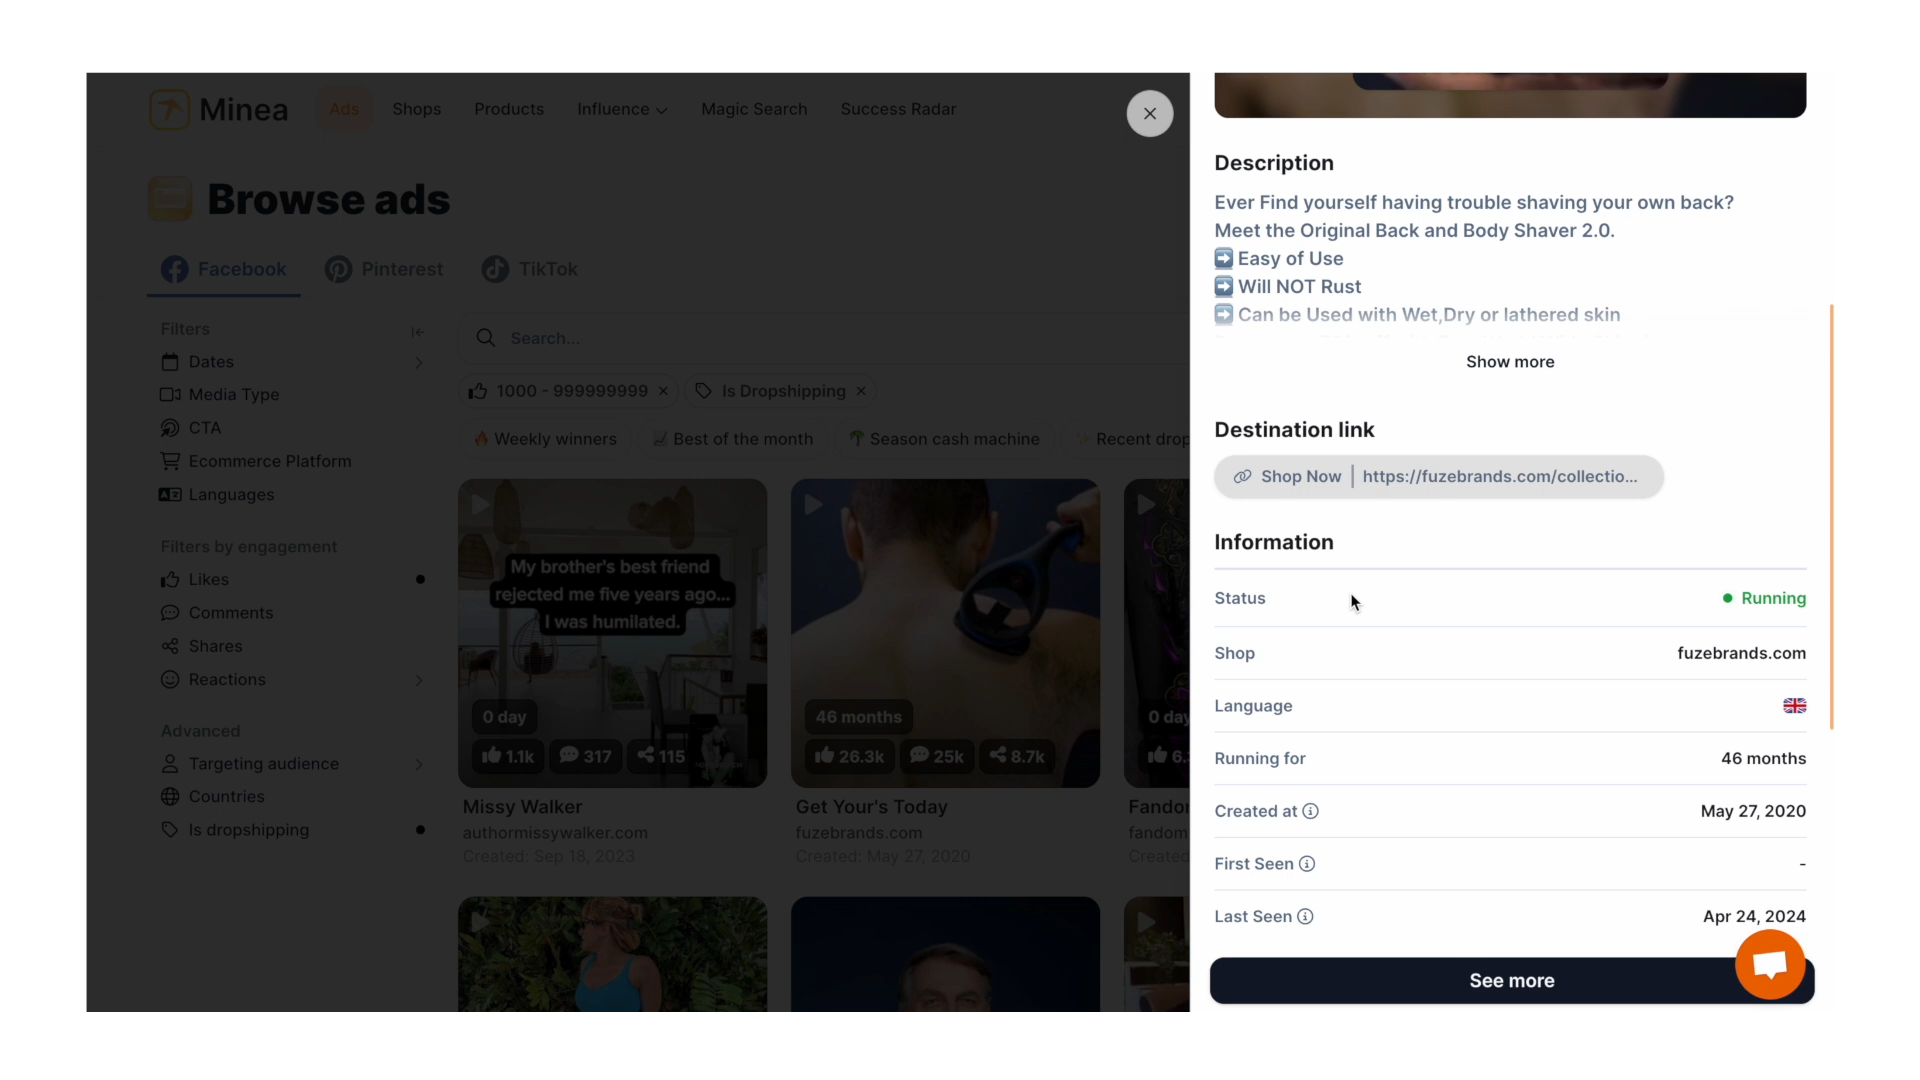 Minea
Ads
Shops
Products
Influence
Magic Search
Success Radar
Browse ads
Facebook
Pinterest
TikTok
Filters
Dates
Media Type
CTA
Ecommerce Platform
Languages
Filters by engagement
Likes
Comments
Shares
Reactions
Advanced
Targeting audience
Countries
Is dropshipping
Search...
1000 - 999999999 ×
Is Dropshipping ×
🔥 Weekly winners
📈 Best of the month
🌴 Season cash machine
✨ Recent drop
My brother's best friend
rejected me five years ago...
I was humilated.
0 day
1.1k
317
115
Missy Walker
authormissywalker.com
Created: Sep 18, 2023
46 months
26.3k
25k
8.7k
Get Your's Today
fuzebrands.com
Created: May 27, 2020
0 day
6.
Fandor
fandom
Created
Description
Ever Find yourself having trouble shaving your own back?
Meet the Original Back and Body Shaver 2.0.
➡️ Easy of Use
➡️ Will NOT Rust
➡️ Can be Used with Wet,Dry or lathered skin
Show more
Destination link
Shop Now | https://fuzebrands.com/collectio...
Information
Status
Running
Shop
fuzebrands.com
Language
Running for
46 months
Created at
May 27, 2020
First Seen
-
Last Seen
Apr 24, 2024
See more